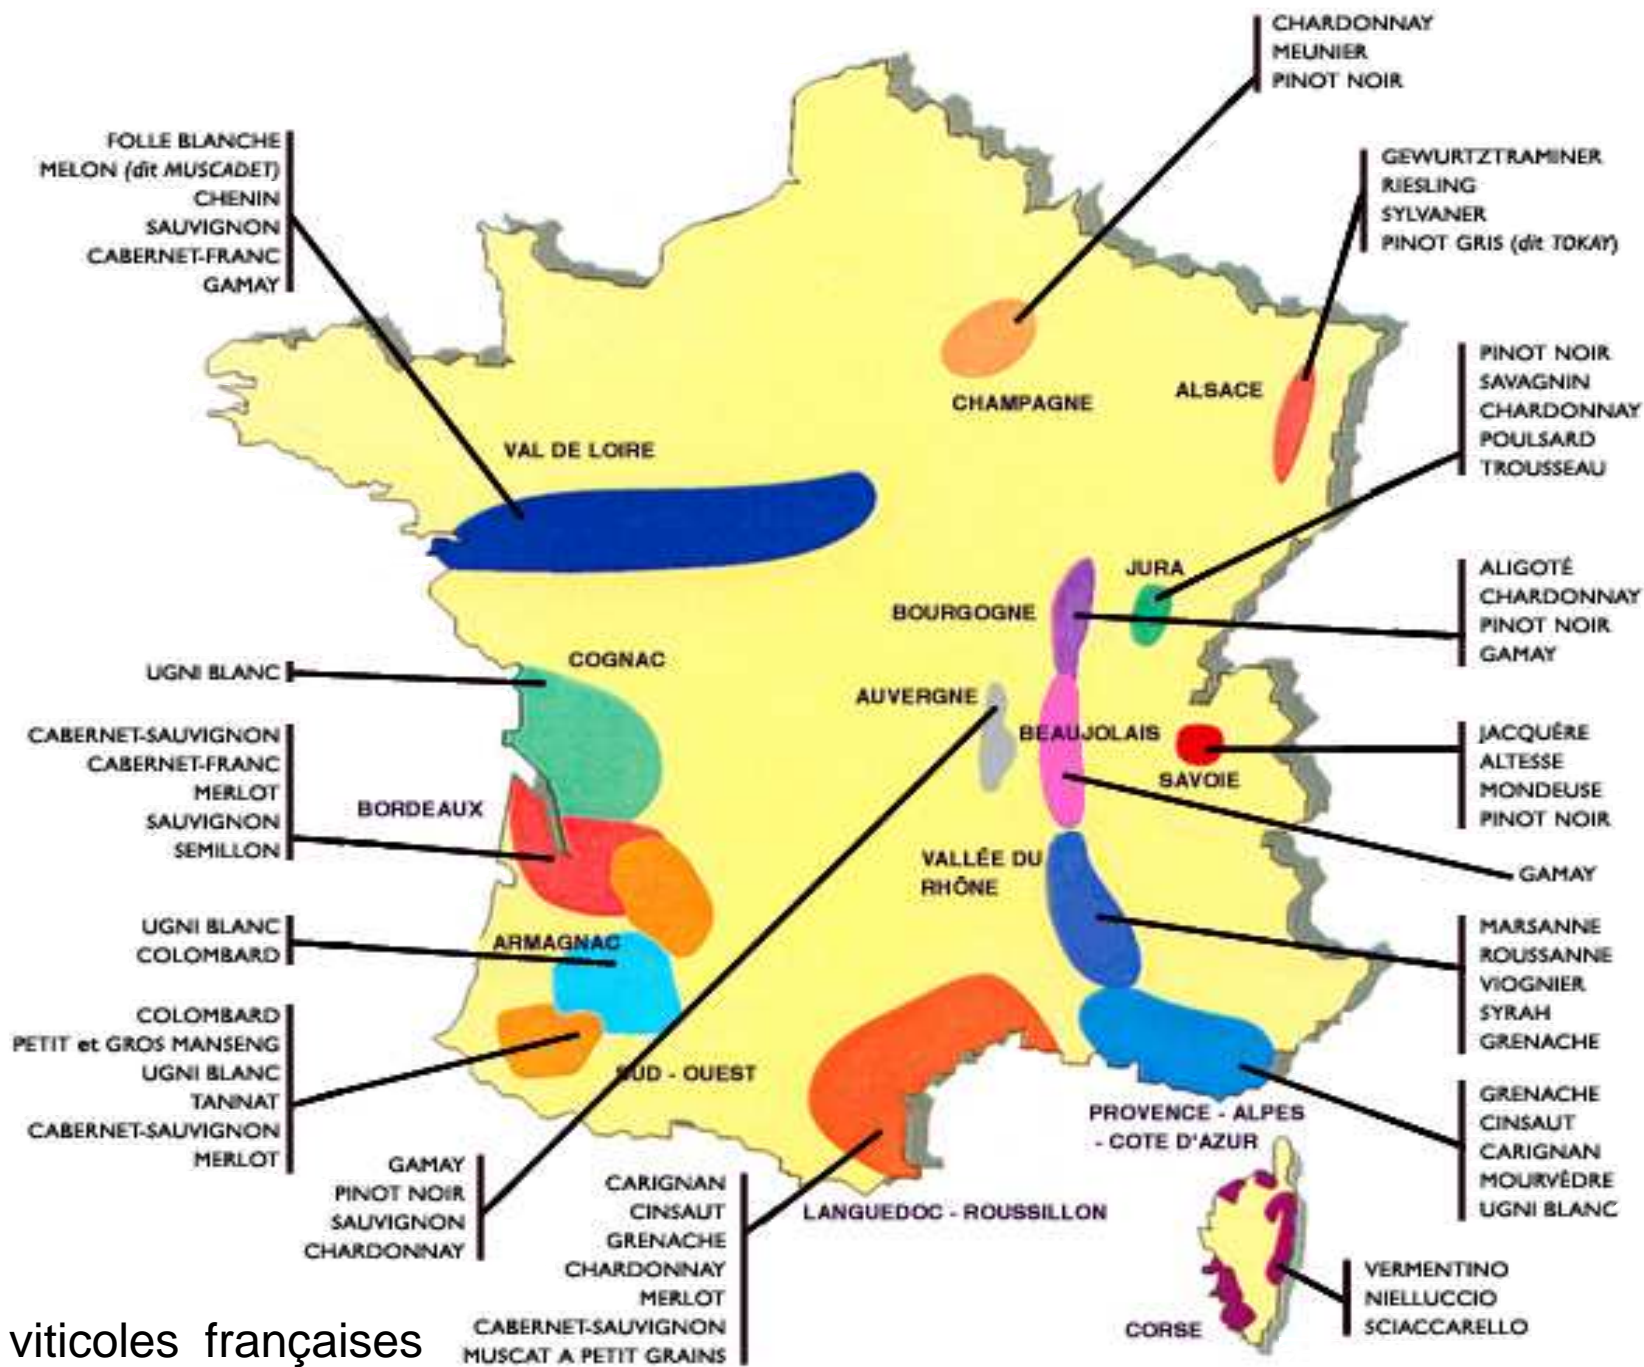 CHARDONNAY
MEUNIER
PINOT NOIR
FOLLE BLANCHE
MELON (dit MUSCADET)
CHENIN
SAUVIGNON
CABERNET-FRANC
GAMAY
GEWURTZTRAMINER
RIESLING
SYLVANER
PINOT GRIS (dit TOKAY)
CHAMPAGNE
ALSACE
PINOT NOIR
SAVAGNIN
CHARDONNAY
POULSARD
TROUSSEAU
VAL DE LOIRE
JURA
BOURGOGNE
ALIGOTÉ
CHARDONNAY
PINOT NOIR
GAMAY
UGNI BLANC
COGNAC
AUVERGNE
BEAUJOLAIS
SAVOIE
JACQUÉRE
ALTESSE
MONDEUSE
PINOT NOIR
CABERNET-SAUVIGNON
CABERNET-FRANC
MERLOT
SAUVIGNON
SEMILLON
BORDEAUX
VALLÉE DU
RHÔNE
GAMAY
UGNI BLANC
COLOMBARD
ARMAGNAC
MARSANNE
ROUSSANNE
VIOGNIER
SYRAH
GRENACHE
COLOMBARD
PETIT et GROS MANSENG
UGNI BLANC
TANNAT
CABERNET-SAUVIGNON
MERLOT
SUD - OUEST
PROVENCE - ALPES
- COTE D'AZUR
GRENACHE
CINSAUT
CARIGNAN
MOURVÉDRE
UGNI BLANC
GAMAY
PINOT NOIR
SAUVIGNON
CHARDONNAY
CARIGNAN
CINSAUT
GRENACHE
CHARDONNAY
MERLOT
CABERNET-SAUVIGNON
MUSCAT A PETIT GRAINS
LANGUEDOC - ROUSSILLON
CORSE
VERMENTINO
NIELLUCCIO
SCIACCARELLO
viticoles françaises